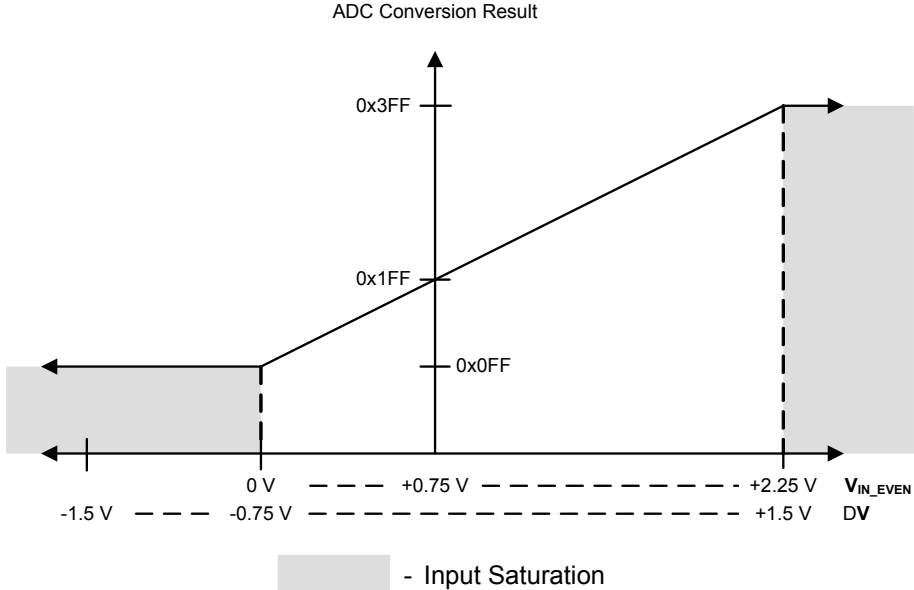 ADC Conversion Result
0x3FF
0x1FF
0x0FF
0 V +0.75 V +2.25 V VIN_EVEN
-1.5 V -0.75 V +1.5 V DV
- Input Saturation